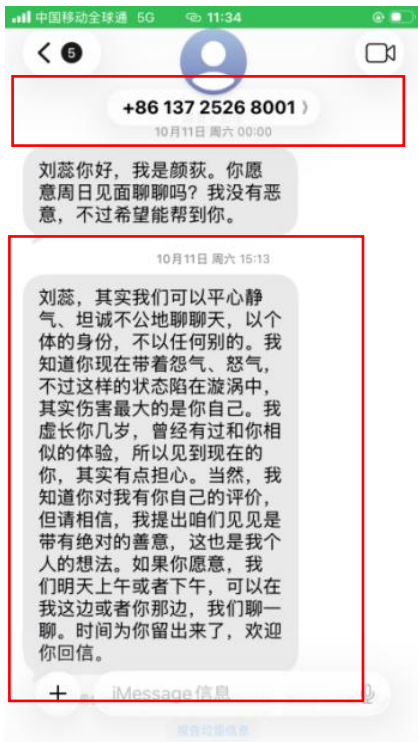 中国移动全球通 5G 11:34
5
+86 137 2526 8001 〉
10月11日 周六 00:00
刘蕊你好，我是颜荻。你愿
意周日见面聊聊吗？我没有恶
意，不过希望能帮到你。
10月11日 周六 15:13
刘蕊，其实我们可以平心静
气、坦诚不公地聊聊天，以个
体的身份，不以任何别的。我
知道你现在带着怨气、怒气，
不过这样的状态陷在漩涡中，
其实伤害最大的是你自己。我
虚长你几岁，曾经有过和你相
似的体验，所以见到现在的
你，其实有点担心。当然，我
知道你对我有你自己的评价，
但请相信，我提出咱们见见是
带有绝对的善意，这也是我个
人的想法。如果你愿意，我
们明天上午或者下午，可以在
我这边或者你那边，我们聊一
聊。时间为你留出来了，欢迎
你回信。
iMessage 信息
报告垃圾信息